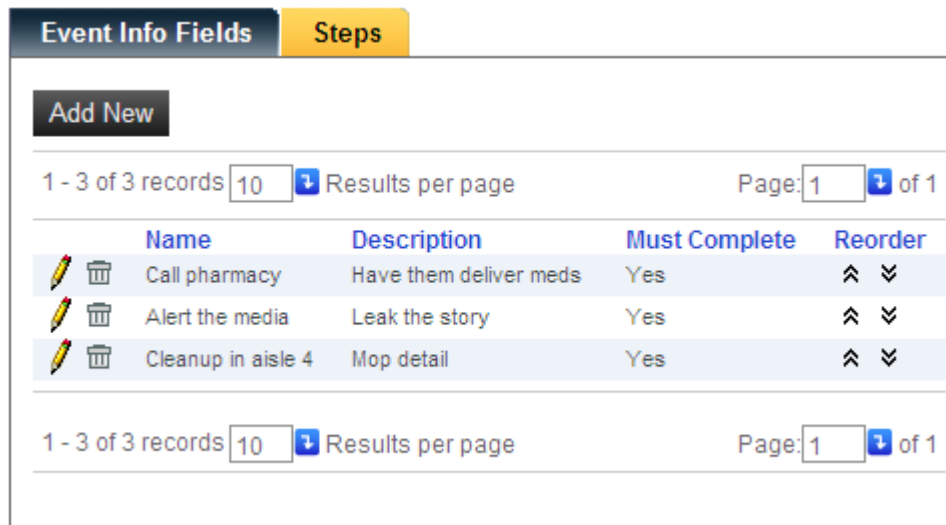 Event Info Fields Steps
Add New
1 - 3 of 3 records 10 Results per page Page: 1 of 1
Name Description Must Complete Reorder
Call pharmacy Have them deliver meds Yes
Alert the media Leak the story Yes
Cleanup in aisle 4 Mop detail Yes
1 - 3 of 3 records 10 Results per page Page: 1 of 1